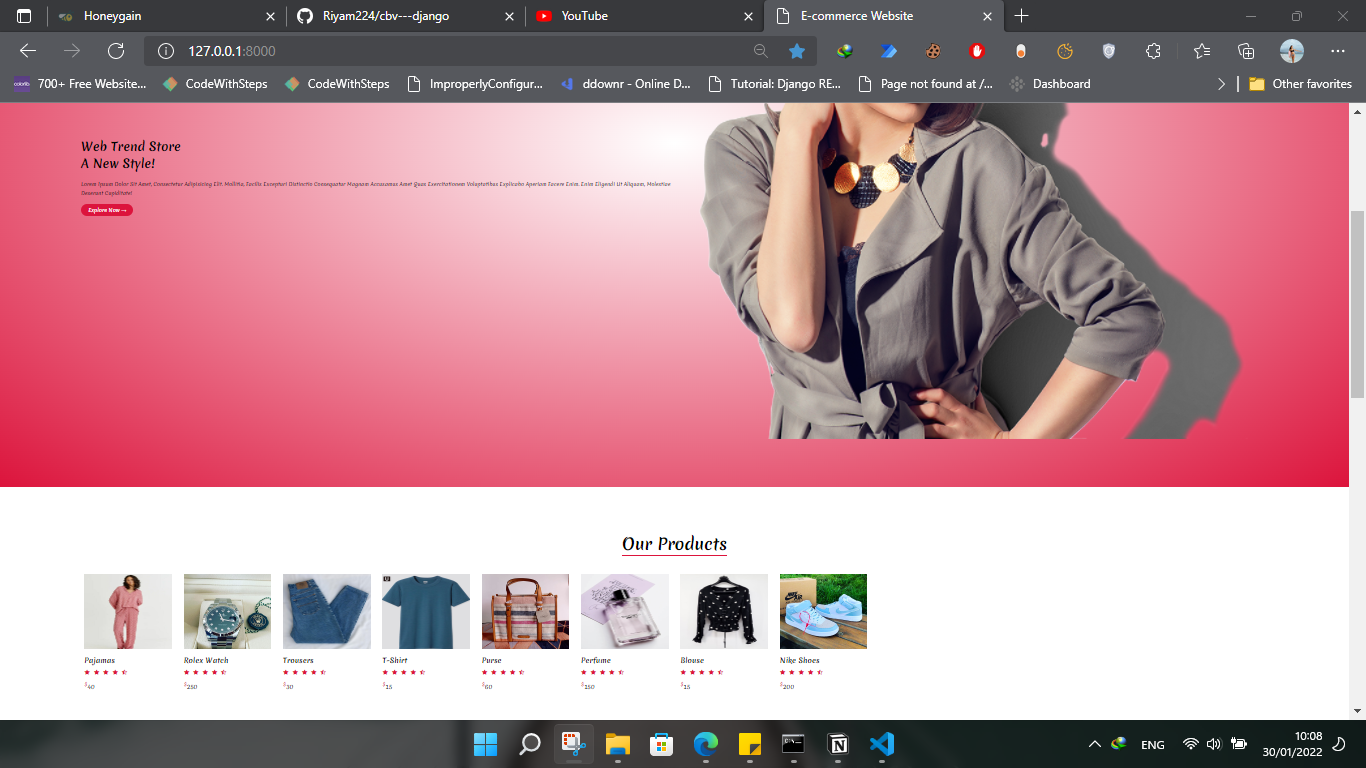 Honeygain
Riyam224/cbv---django
YouTube
E-commerce Website
127.0.0.1:8000
700+ Free Website...
CodeWithSteps
CodeWithSteps
ImproperlyConfigur...
ddownr - Online D...
Tutorial: Django RE...
Page not found at /...
Dashboard
Other favorites
Web Trend Store
A New Style!
Lorem Ipsum Dolor Sit Amet, Consectetur Adipisicing Elit. Mollitia, Facilis Excepturi Distinctio Consequatur Magnam Accusamus Amet Quas Exercitationem Voluptatibus Explicabo Aperiam Facere Enim. Enim Eligendi Ut Aliquam, Molestiae
Deserunt Cupiditate!
Explore Now →
Our Products
Pajamas
Rolex Watch
Trousers
T-Shirt
Purse
Perfume
Blouse
Nike Shoes
$40
$250
$30
$15
$60
$150
$15
$200
ENG
10:08
30/01/2022